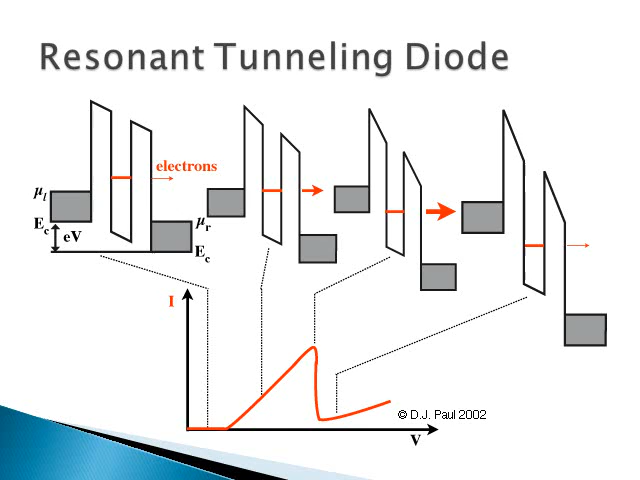 Resonant Tunneling Diode
electrons
μl
Ec
eV
μr
Ec
I
© D.J. Paul 2002
V